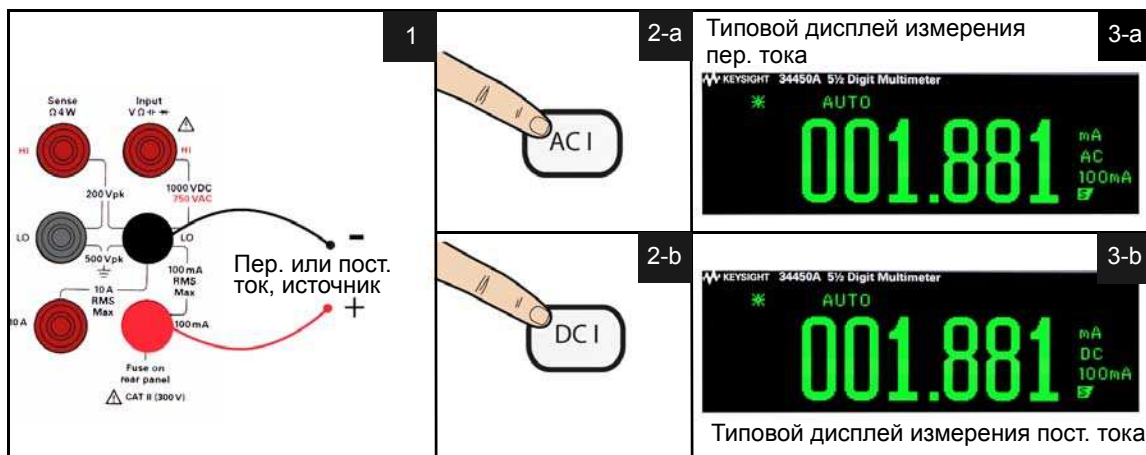 1
Sense
Ω 4 W
Input
V Ω
HI
HI
200 Vpk
1000 VDC
750 VAC
LO
LO
500 Vpk
100 mA
RMS
Max
10 A
RMS
Max
10 A
100 mA
Fuse on
rear panel
CAT II (300 V)
Пер. или пост.
ток, источник
-
+
2-a
AC I
3-a
Типовой дисплей измерения
пер. тока
KEYSIGHT 34450A 5½ Digit Multimeter
AUTO
001.881
mA
AC
100mA
S
2-b
DC I
3-b
KEYSIGHT 34450A 5½ Digit Multimeter
AUTO
001.881
mA
DC
100mA
S
Типовой дисплей измерения пост. тока